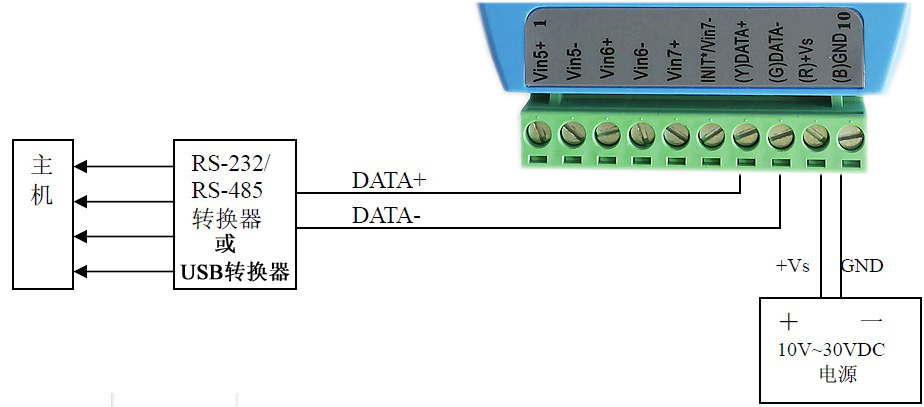 1
10
Vin5+
Vin5-
Vin6+
Vin6-
Vin7+
INIT*/Vin7-
(Y)DATA+
(G)DATA-
(R)+Vs
(B)GND
主
机
RS-232/
RS-485
转换器
或
USB转换器
DATA+
DATA-
+Vs
GND
+ —
10V~30VDC
电源